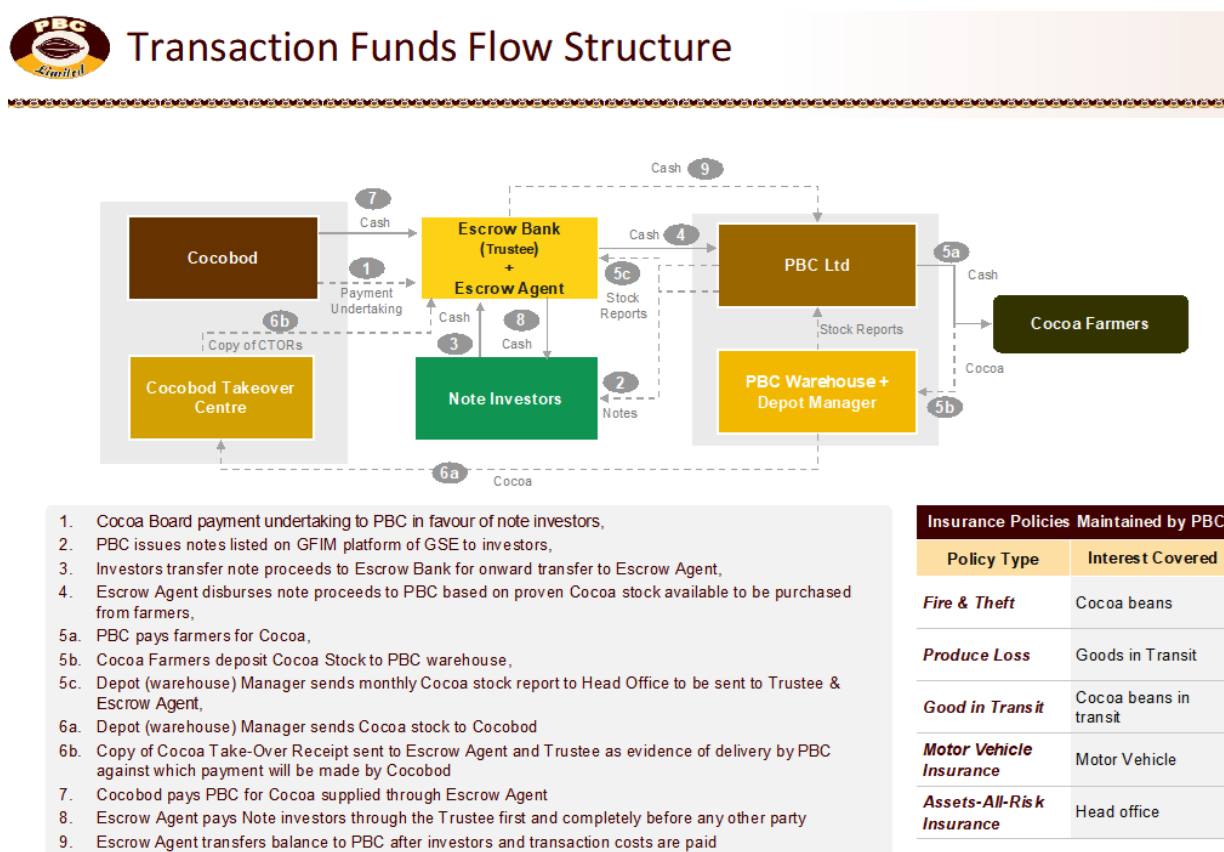 PBC
Limited
Transaction Funds Flow Structure
Cash 9
7
Cash
Cocobod
1
Payment
Undertaking
Escrow Bank
(Trustee)
+
Escrow Agent
Cash 4
5c
Stock
Reports
PBC Ltd
5a
Cash
Cocoa Farmers
6b
Copy of CTORs
Cash
3
8
Cash
Stock Reports
Cocoa
5b
Cocobod Takeover
Centre
Note Investors
2
Notes
PBC Warehouse +
Depot Manager
6a
Cocoa
1. Cocoa Board payment undertaking to PBC in favour of note investors,
2. PBC issues notes listed on GFIM platform of GSE to investors,
3. Investors transfer note proceeds to Escrow Bank for onward transfer to Escrow Agent,
4. Escrow Agent disburses note proceeds to PBC based on proven Cocoa stock available to be purchased
from farmers,
5a. PBC pays farmers for Cocoa,
5b. Cocoa Farmers deposit Cocoa Stock to PBC warehouse,
5c. Depot (warehouse) Manager sends monthly Cocoa stock report to Head Office to be sent to Trustee &
Escrow Agent,
6a. Depot (warehouse) Manager sends Cocoa stock to Cocobod
6b. Copy of Cocoa Take-Over Receipt sent to Escrow Agent and Trustee as evidence of delivery by PBC
against which payment will be made by Cocobod
7. Cocobod pays PBC for Cocoa supplied through Escrow Agent
8. Escrow Agent pays Note investors through the Trustee first and completely before any other party
9. Escrow Agent transfers balance to PBC after investors and transaction costs are paid
Insurance Policies Maintained by PBC
Policy Type Interest Covered
Fire & Theft Cocoa beans
Produce Loss Goods in Transit
Good in Transit Cocoa beans in
transit
Motor Vehicle
Insurance Motor Vehicle
Assets-All-Risk
Insurance Head office